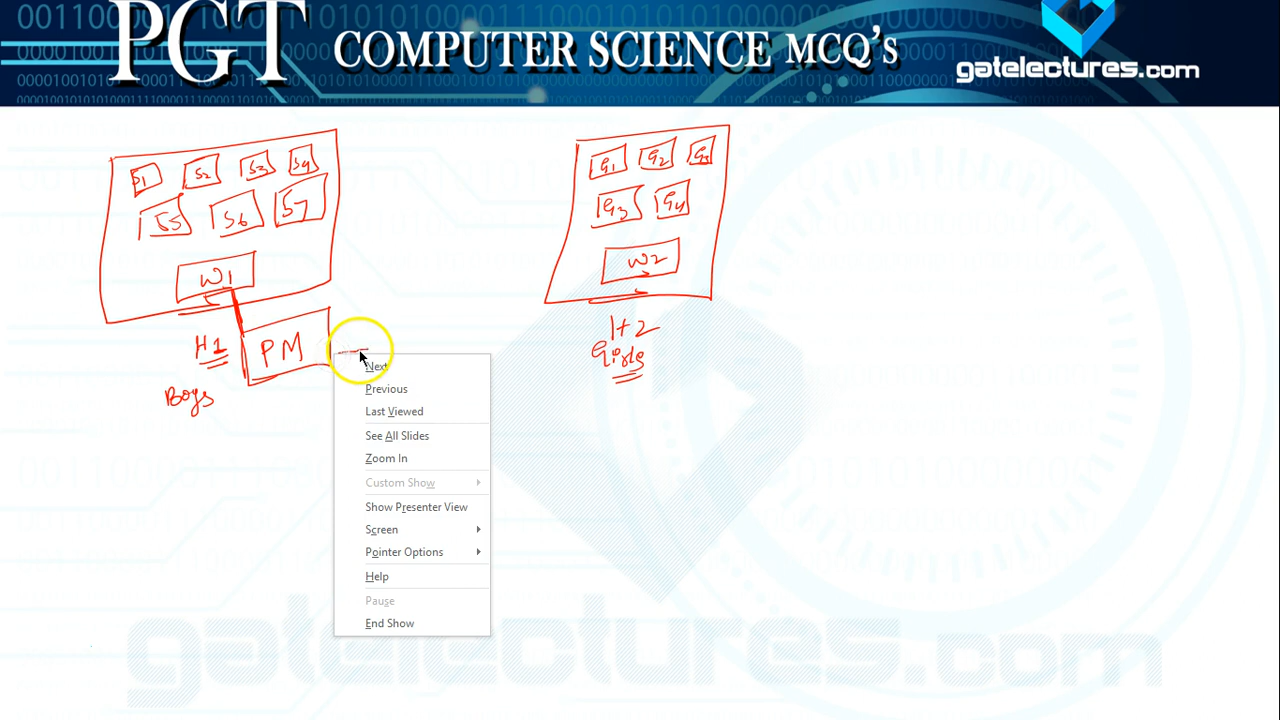 PGT COMPUTER SCIENCE MCQ's
gatelectures.com
S1 S2 S3 S4
S5 S6 S7
W1
H1
PM
Boys
G1 G2 G5
G3 G4
W2
1+2
Girls
Next
Previous
Last Viewed
See All Slides
Zoom In
Custom Show
Show Presenter View
Screen
Pointer Options
Help
Pause
End Show
gatelectures.com